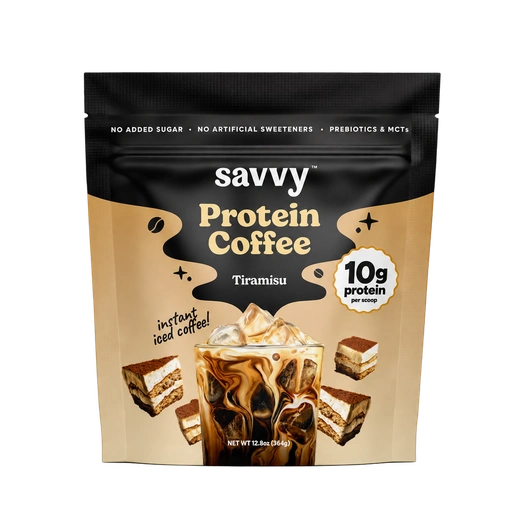 NO ADDED SUGAR • NO ARTIFICIAL SWEETENERS • PREBIOTICS & MCTs
savvy™
Protein
Coffee
Tiramisu
10g
protein
per scoop
instant
iced coffee!
NET WT 12.8oz (364g)